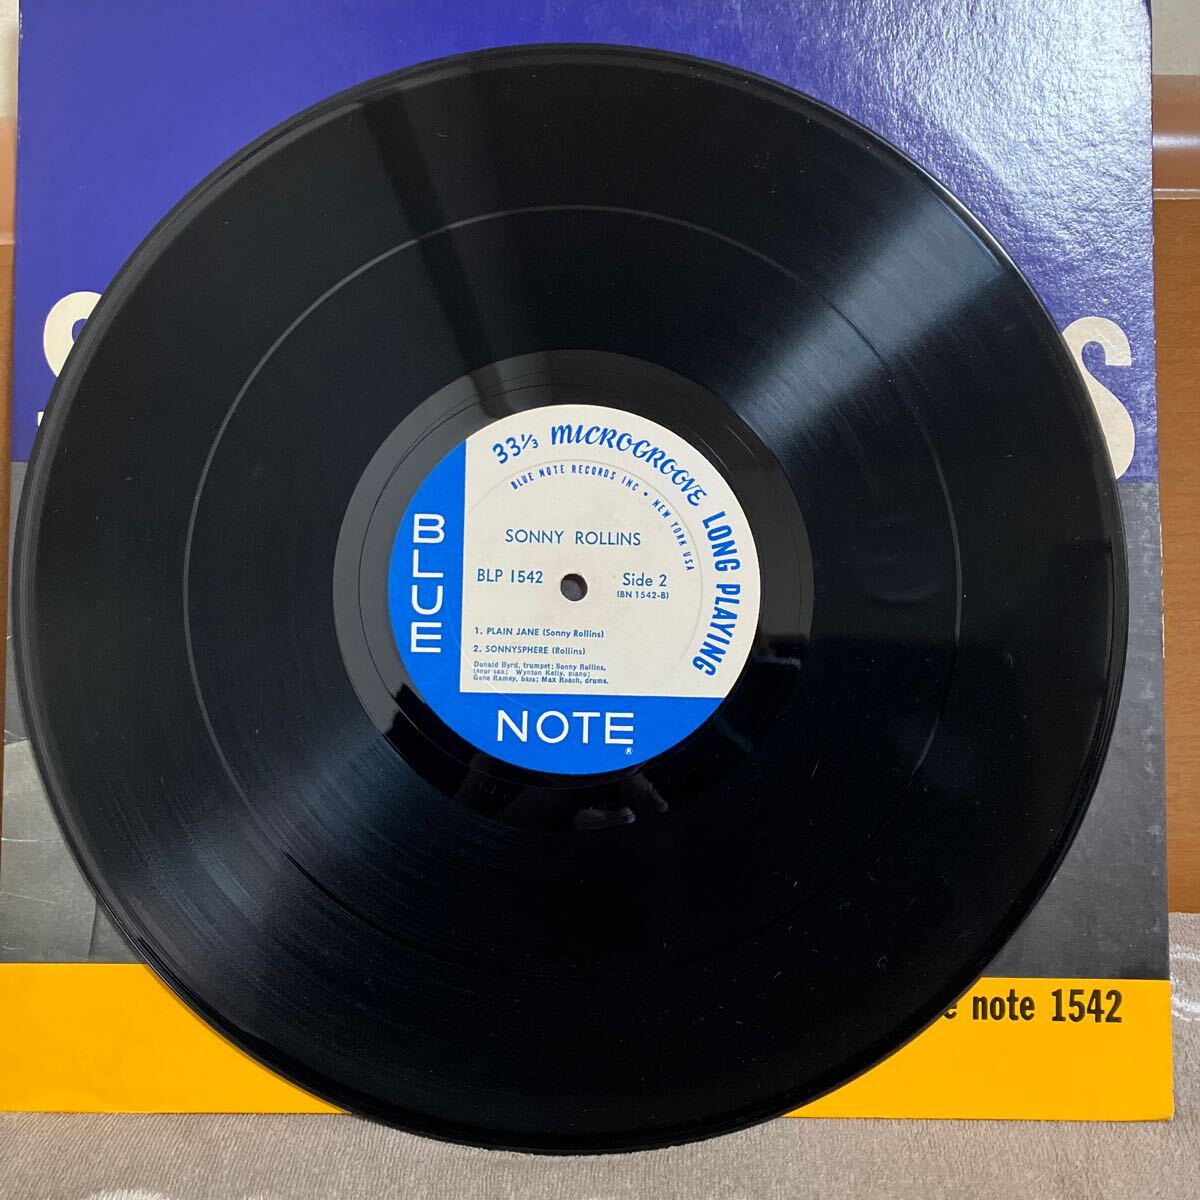 33⅓ MICROGROOVE LONG PLAYING
BLUE NOTE RECORDS INC • NEW YORK USA
SONNY ROLLINS
BLP 1542
Side 2
(BN 1542-B)
1. PLAIN JANE (Sonny Rollins)
2. SONNYSPHERE (Rollins)
Donald Byrd, trumpet; Sonny Rollins,
tenor sax; Wynton Kelly, piano;
Gene Ramey, bass; Max Roach, drums.
BLUE
NOTE
®
S
S
e note 1542